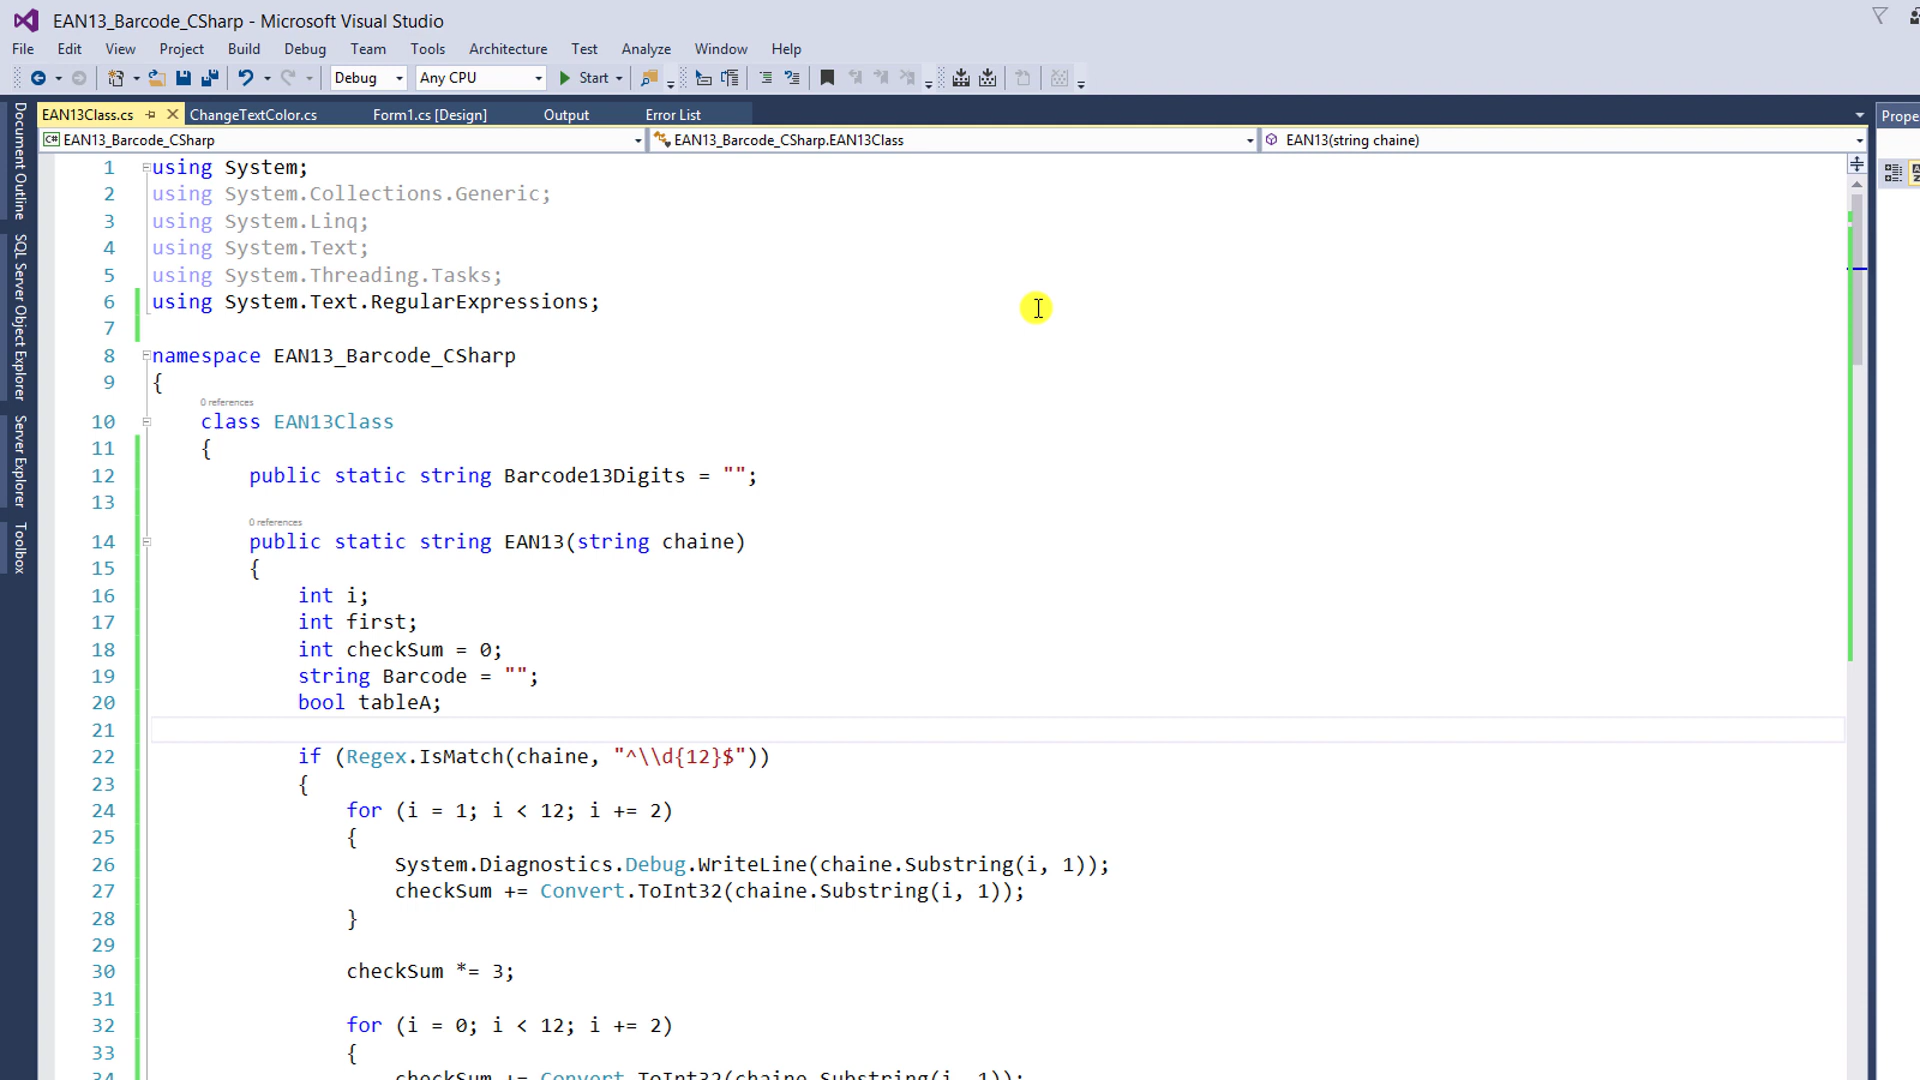 EAN13_Barcode_CSharp - Microsoft Visual Studio
File Edit View Project Build Debug Team Tools Architecture Test Analyze Window Help
Debug Any CPU Start
EAN13Class.cs ChangeTextColor.cs Form1.cs [Design] Output Error List
Prope
C# EAN13_Barcode_CSharp EAN13_Barcode_CSharp.EAN13Class EAN13(string chaine)
Document Outline
SQL Server Object Explorer
Server Explorer
Toolbox
1 using System;
2 using System.Collections.Generic;
3 using System.Linq;
4 using System.Text;
5 using System.Threading.Tasks;
6 using System.Text.RegularExpressions;
7
8 namespace EAN13_Barcode_CSharp
9 {
0 references
10 class EAN13Class
11 {
12 public static string Barcode13Digits = "";
13
0 references
14 public static string EAN13(string chaine)
15 {
16 int i;
17 int first;
18 int checkSum = 0;
19 string Barcode = "";
20 bool tableA;
21
22 if (Regex.IsMatch(chaine, "^\\d{12}$"))
23 {
24 for (i = 1; i < 12; i += 2)
25 {
26 System.Diagnostics.Debug.WriteLine(chaine.Substring(i, 1));
27 checkSum += Convert.ToInt32(chaine.Substring(i, 1));
28 }
29
30 checkSum *= 3;
31
32 for (i = 0; i < 12; i += 2)
33 {
34 checkSum += Convert.ToInt32(chaine.Substring(i, 1));